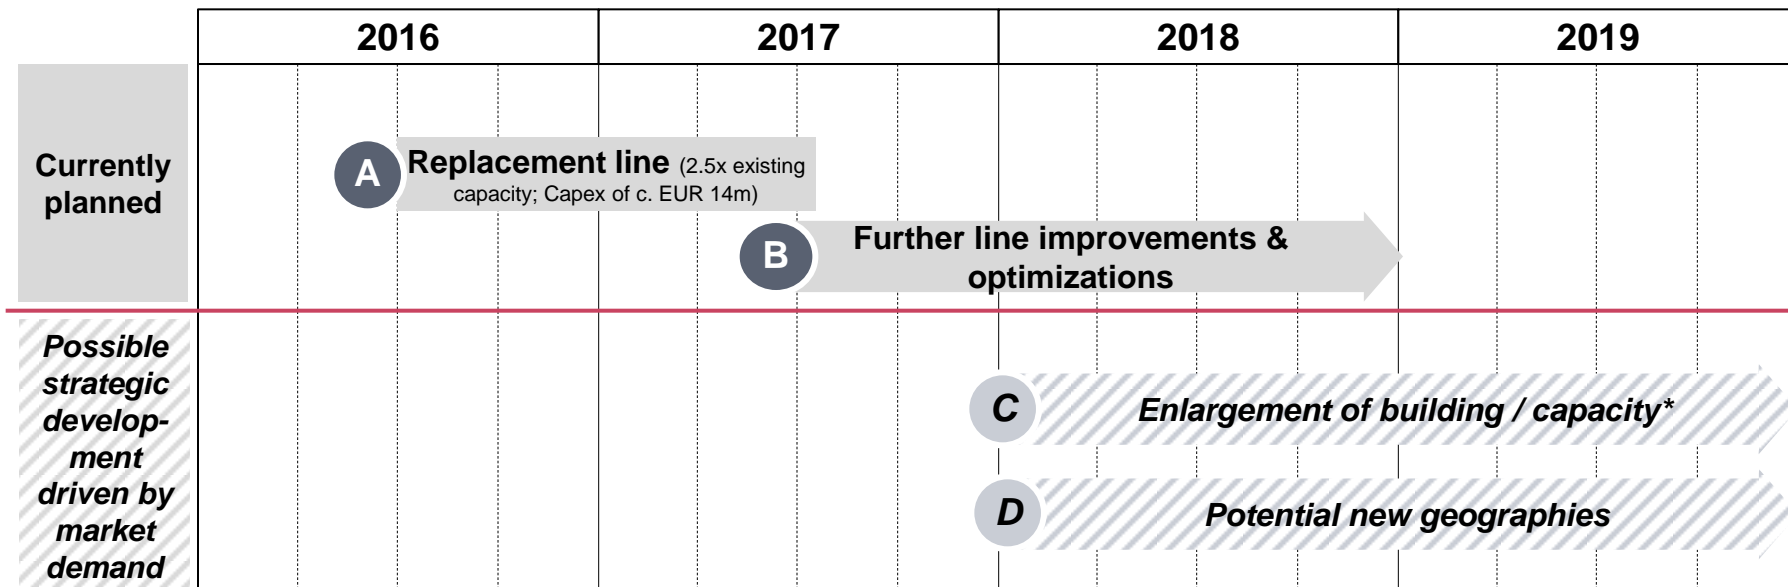 2016 2017 2018 2019
Currently
planned
A
Replacement line (2.5x existing
capacity; Capex of c. EUR 14m)
B
Further line improvements &
optimizations
Possible
strategic
develop-
ment
driven by
market
demand
C
Enlargement of building / capacity*
D
Potential new geographies